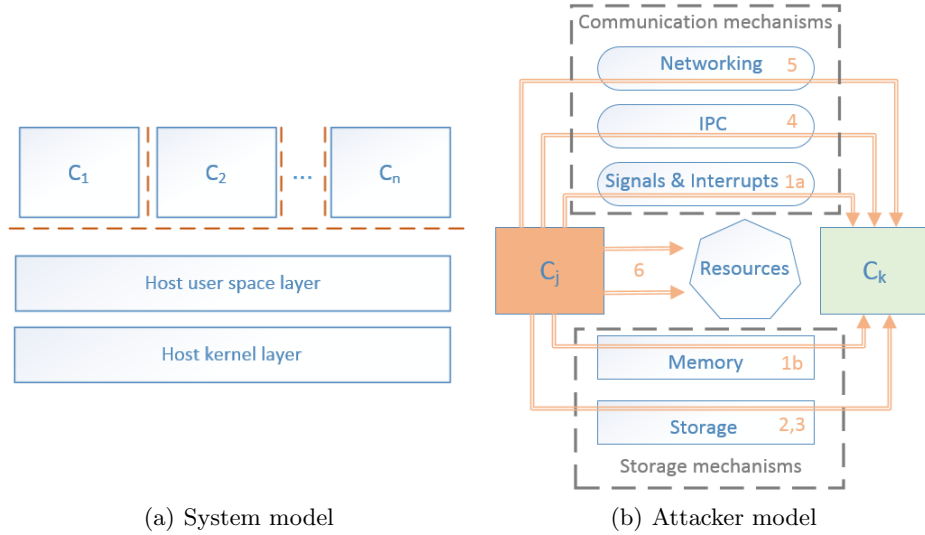 C1
C2
...
Cn
Host user space layer
Host kernel layer
(a) System model
Communication mechanisms
Networking 5
IPC 4
Signals & Interrupts 1a
Cj
6
Resources
Ck
Memory 1b
Storage 2,3
Storage mechanisms
(b) Attacker model